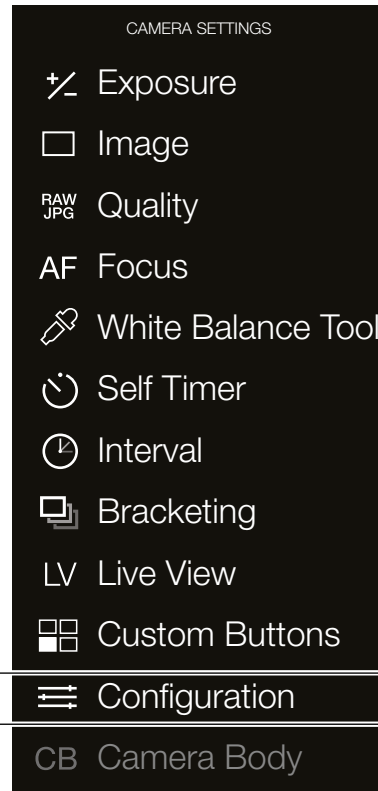 CAMERA SETTINGS
Exposure
Image
RAW
JPG Quality
AF Focus
White Balance Tool
Self Timer
Interval
Bracketing
LV Live View
Custom Buttons
Configuration
CB Camera Body